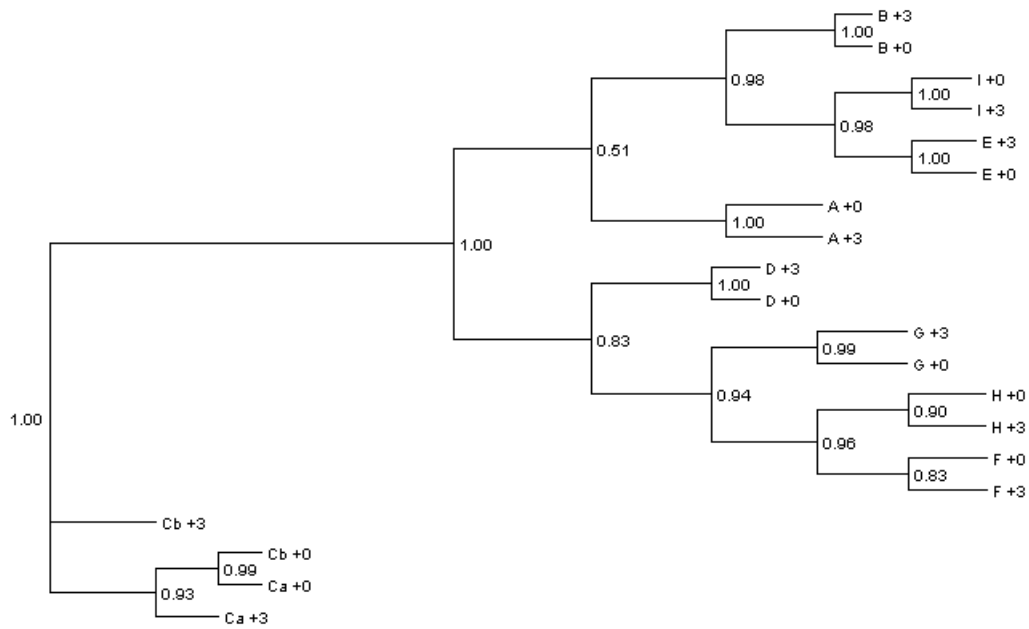 B +3
1.00
B +0
0.98
I +0
1.00
I +3
0.98
E +3
1.00
E +0
0.51
A +0
1.00
A +3
1.00
D +3
1.00
D +0
0.83
G +3
0.99
G +0
0.94
H +0
0.90
H +3
0.96
F +0
0.83
F +3
1.00
Cb +3
Cb +0
0.99
Ca +0
0.93
Ca +3